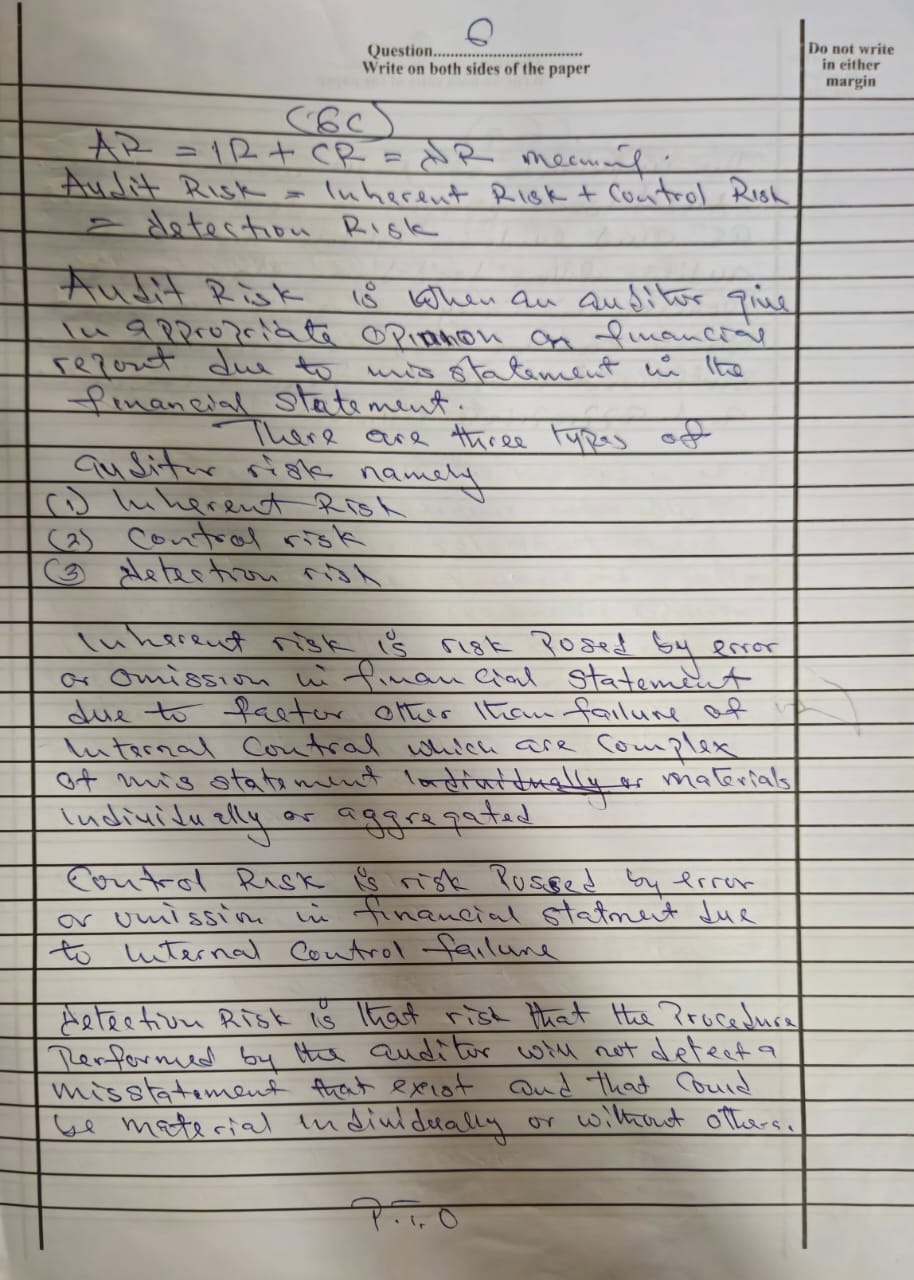 6
Question....................................
Write on both sides of the paper
Do not write
in either
margin
(6C)
AR = IR + CR = DR meaning.
Audit Risk = Inherent Risk + Control Risk
= detection Risk
Audit Risk is when an auditor give
in appropriate opianon on financial
report due to mis statement in the
financial statement.
There are three types of
auditor risk namely
(1) Inherent Risk
(2) Control risk
(3) detection risk
Inherent risk is risk Posed by error
or omission in financial statement
due to factor other than failure of
Internal Control which are complex
of mis statement Individually or materials
Individually or aggregated
Control Risk is risk Possed by error
or omission in financial statment due
to Internal Control failure
detection Risk is that risk that the Procedure
Performed by the auditor will not detect a
misstatement that exist and that could
be material individually or without others.
P.T.O